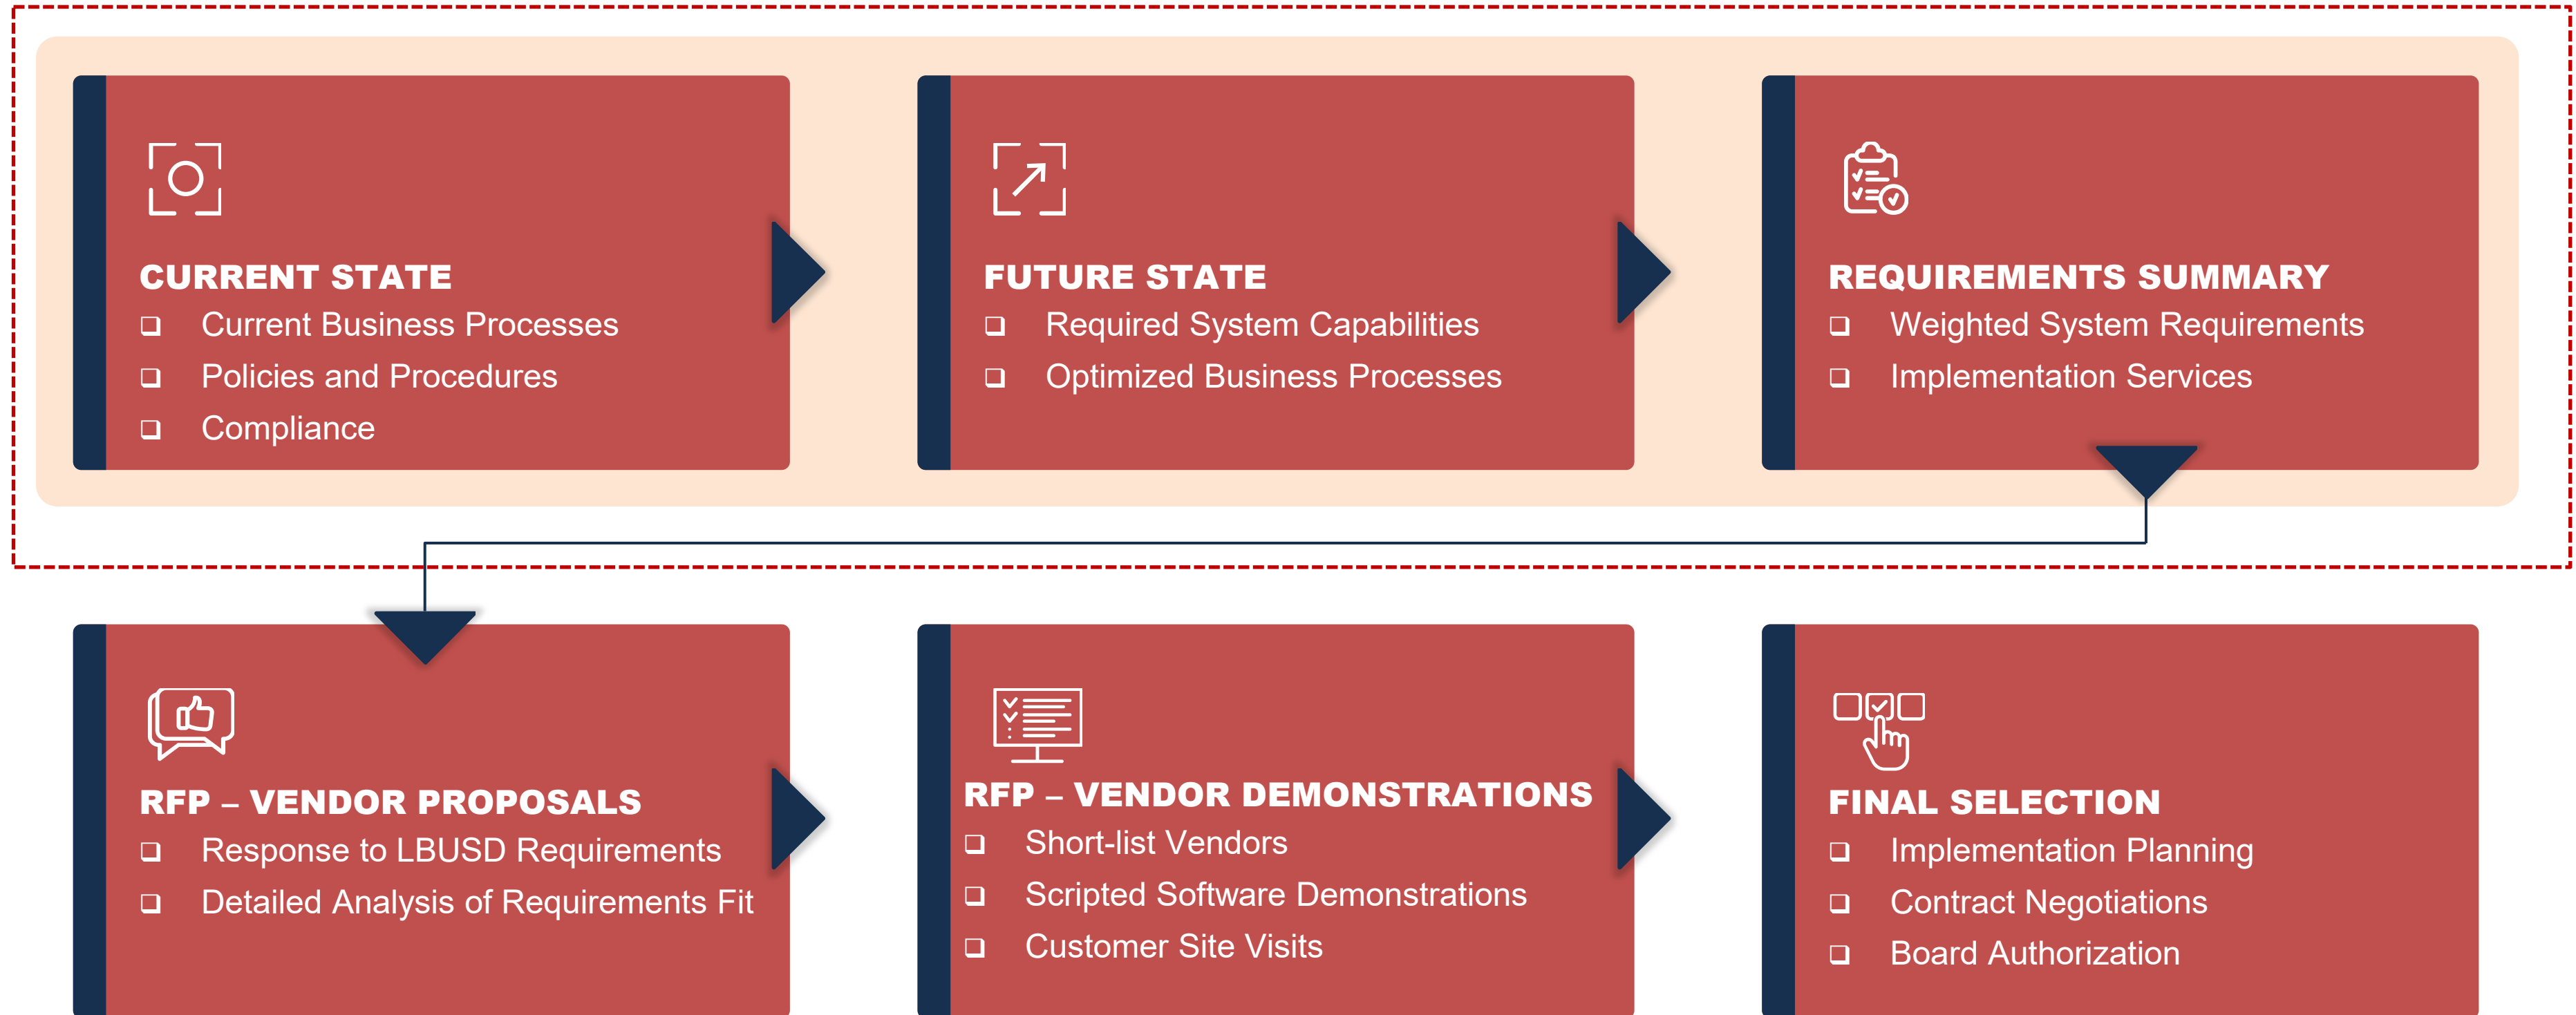 CURRENT STATE
❑ Current Business Processes
❑ Policies and Procedures
❑ Compliance
FUTURE STATE
❑ Required System Capabilities
❑ Optimized Business Processes
REQUIREMENTS SUMMARY
❑ Weighted System Requirements
❑ Implementation Services
RFP – VENDOR PROPOSALS
❑ Response to LBUSD Requirements
❑ Detailed Analysis of Requirements Fit
RFP – VENDOR DEMONSTRATIONS
❑ Short-list Vendors
❑ Scripted Software Demonstrations
❑ Customer Site Visits
FINAL SELECTION
❑ Implementation Planning
❑ Contract Negotiations
❑ Board Authorization